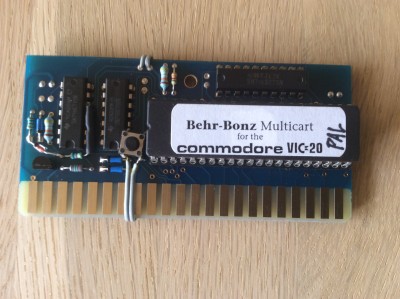 Behr-Bonz Multicart
for the
commodore VIC-20
PAL